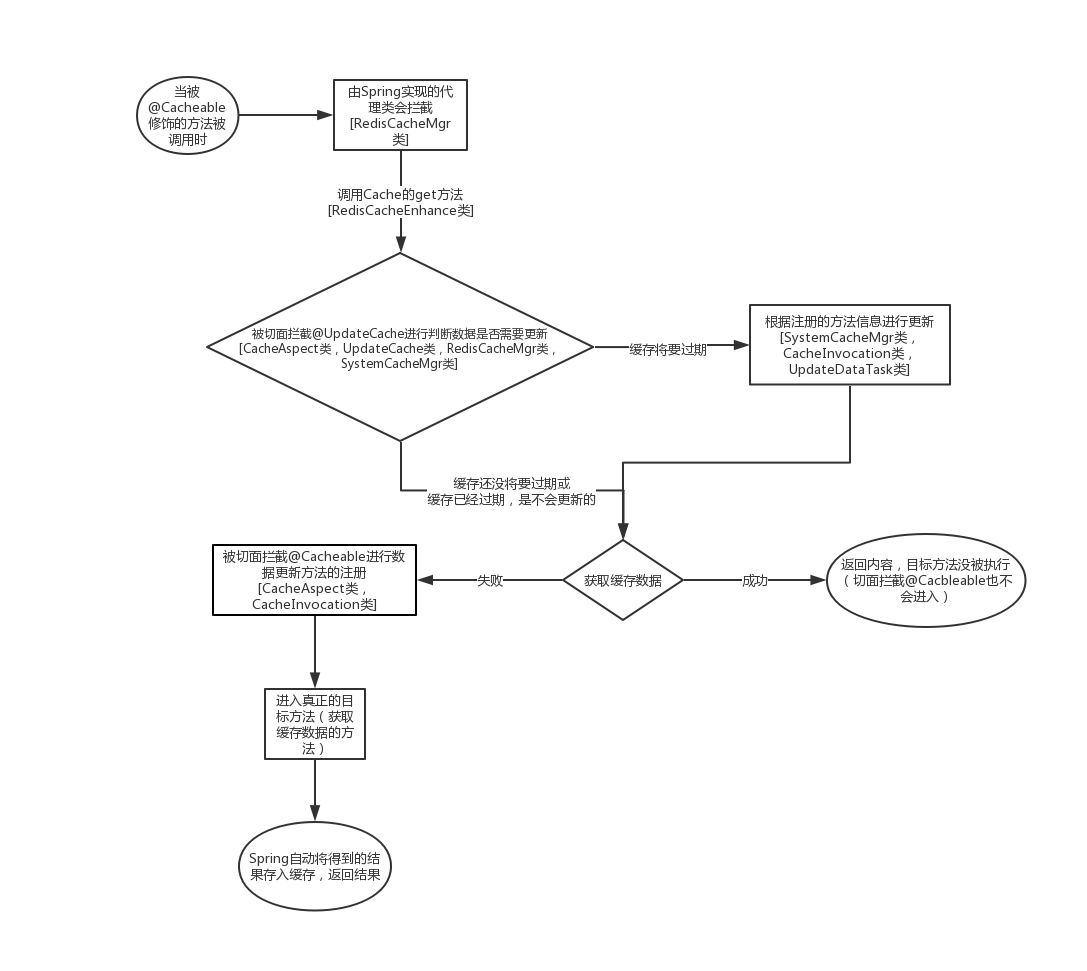 当被
@Cacheable
修饰的方法被
调用时
由Spring实现的代
理类会拦截
[RedisCacheMgr
类]
调用Cache的get方法
[RedisCacheEnhance类]
被切面拦截@UpdateCache进行判断数据是否需要更新
[CacheAspect类，UpdateCache类，RedisCacheMgr类，
SystemCacheMgr类]
缓存将要过期
根据注册的方法信息进行更新
[SystemCacheMgr类，
CacheInvocation类，
UpdateDataTask类]
缓存还没将要过期或
缓存已经过期，是不会更新的
被切面拦截@Cacheable进行数
据更新方法的注册
[CacheAspect类，
CacheInvocation类]
失败
获取缓存数据
成功
返回内容，目标方法没被执行
（切面拦截@Cacbleable也不
会进入）
进入真正的目
标方法（获取
缓存数据的方
法）
Spring自动将得到的结
果存入缓存，返回结果